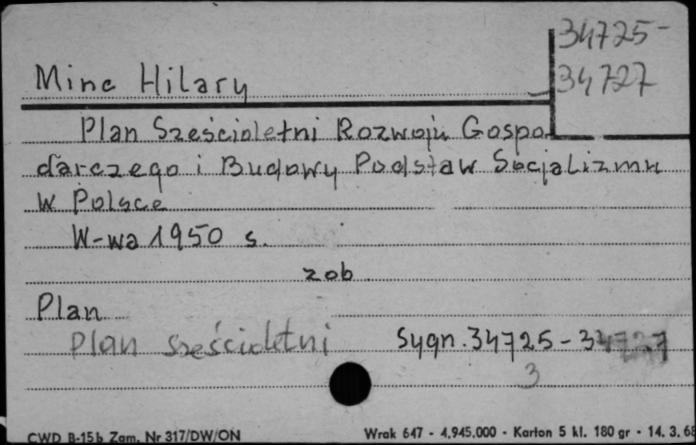 34725-
34727
Minc Hilary
Plan Sześcioletni Rozwoju Gospo
darczego i Budowy Podstaw Socjalizmu
w Polsce
W-wa 1950 s.
zob
Plan
Plan sześcioletni Sygn. 34725-34727
3
CWD B-15b Zam. Nr 317/DW/ON Wrak 647 - 4.945.000 - Karton 5 kl. 180 gr - 14. 3. 68